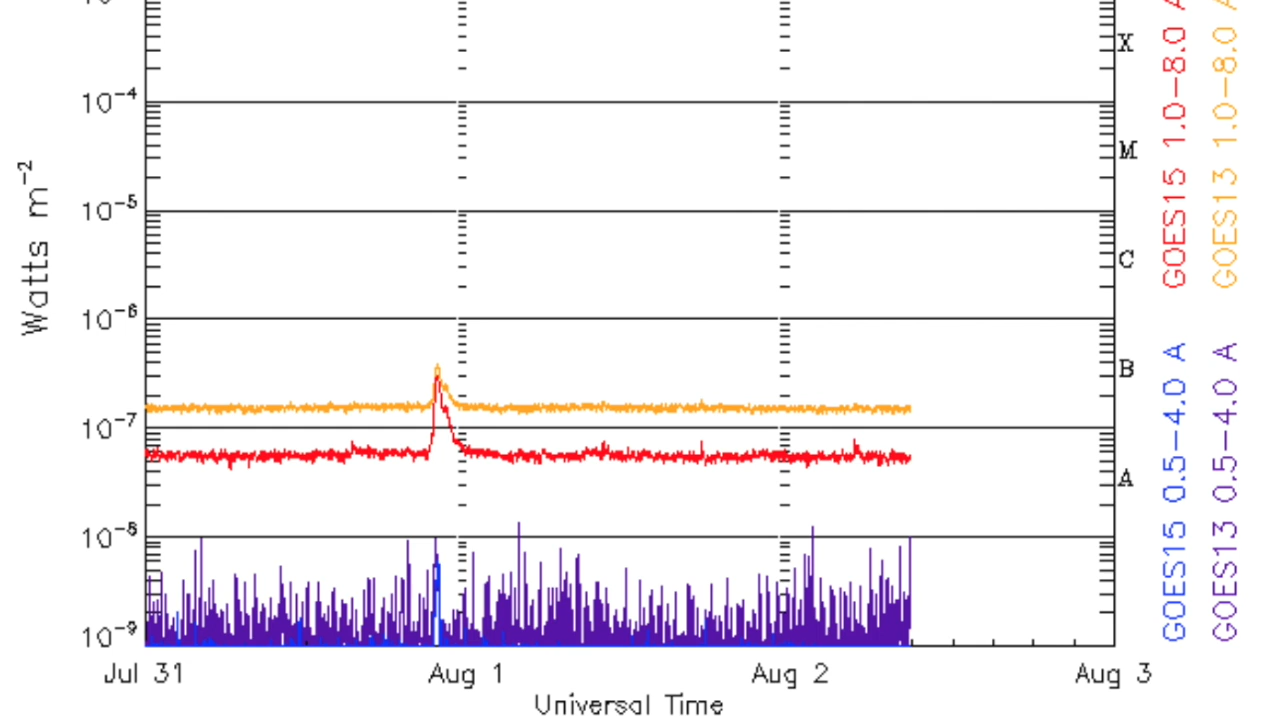 X
10−4
M
10−5
C
10−6
B
10−7
A
10−8
10−9
Jul 31
Aug 1
Aug 2
Aug 3
Universal Time
Watts m−2
GOES15 1.0−8.0 A
GOES13 1.0−8.0 A
GOES15 0.5−4.0 A
GOES13 0.5−4.0 A